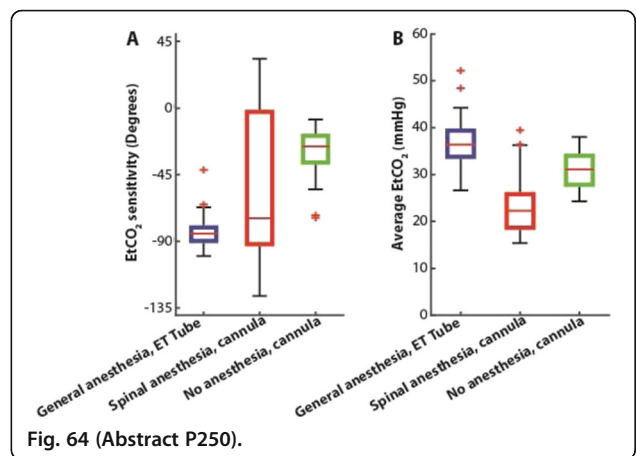 A
EtCO2 sensitivity (Degrees)
45
0
-45
-90
-135
General anesthesia, ET Tube
Spinal anesthesia, cannula
No anesthesia, cannula
B
Average EtCO2 (mmHg)
60
50
40
30
20
10
0
General anesthesia, ET Tube
Spinal anesthesia, cannula
No anesthesia, cannula
Fig. 64 (Abstract P250).